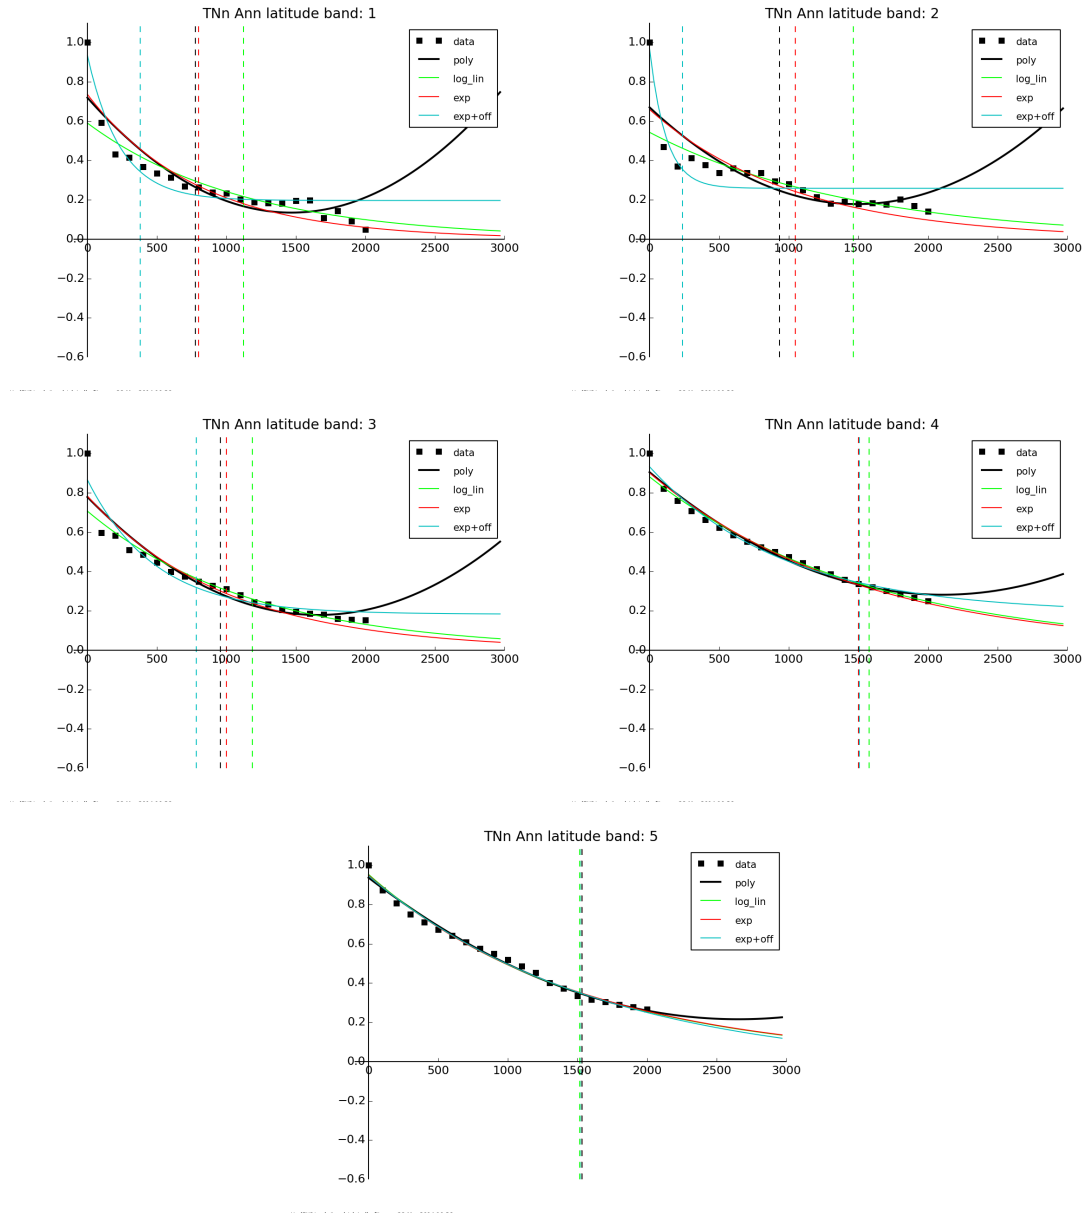 TNn Ann latitude band: 1
1.0
0.8
0.6
0.4
0.2
0.0
−0.2
−0.4
−0.6
0 500 1000 1500 2000 2500 3000
data
poly
log_lin
exp
exp+off
TNn Ann latitude band: 2
1.0
0.8
0.6
0.4
0.2
0.0
−0.2
−0.4
−0.6
0 500 1000 1500 2000 2500 3000
data
poly
log_lin
exp
exp+off
TNn Ann latitude band: 3
1.0
0.8
0.6
0.4
0.2
0.0
−0.2
−0.4
−0.6
0 500 1000 1500 2000 2500 3000
data
poly
log_lin
exp
exp+off
TNn Ann latitude band: 4
1.0
0.8
0.6
0.4
0.2
0.0
−0.2
−0.4
−0.6
0 500 1000 1500 2000 2500 3000
data
poly
log_lin
exp
exp+off
TNn Ann latitude band: 5
1.0
0.8
0.6
0.4
0.2
0.0
−0.2
−0.4
−0.6
0 500 1000 1500 2000 2500 3000
data
poly
log_lin
exp
exp+off